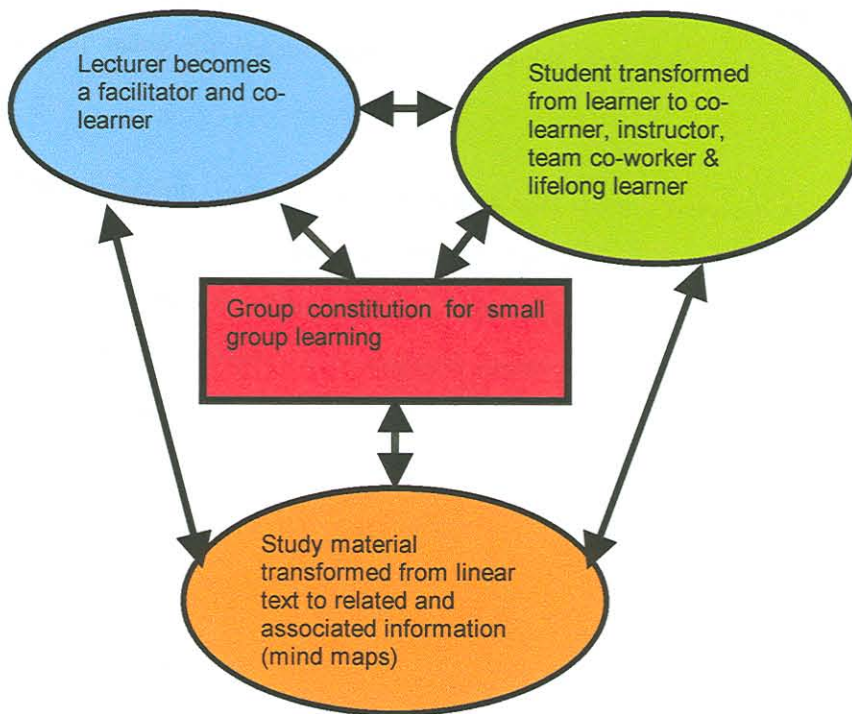 Lecturer becomes
a facilitator and co-
learner
Student transformed
from learner to co-
learner, instructor,
team co-worker &
lifelong learner
Group constitution for small
group learning
Study material
transformed from linear
text to related and
associated information
(mind maps)